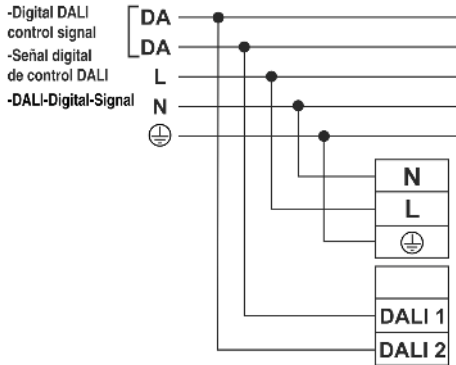 -Digital DALI
control signal
-Señal digital
de control DALI
-DALI-Digital-Signal
DA
DA
L
N
N
L
DALI 1
DALI 2